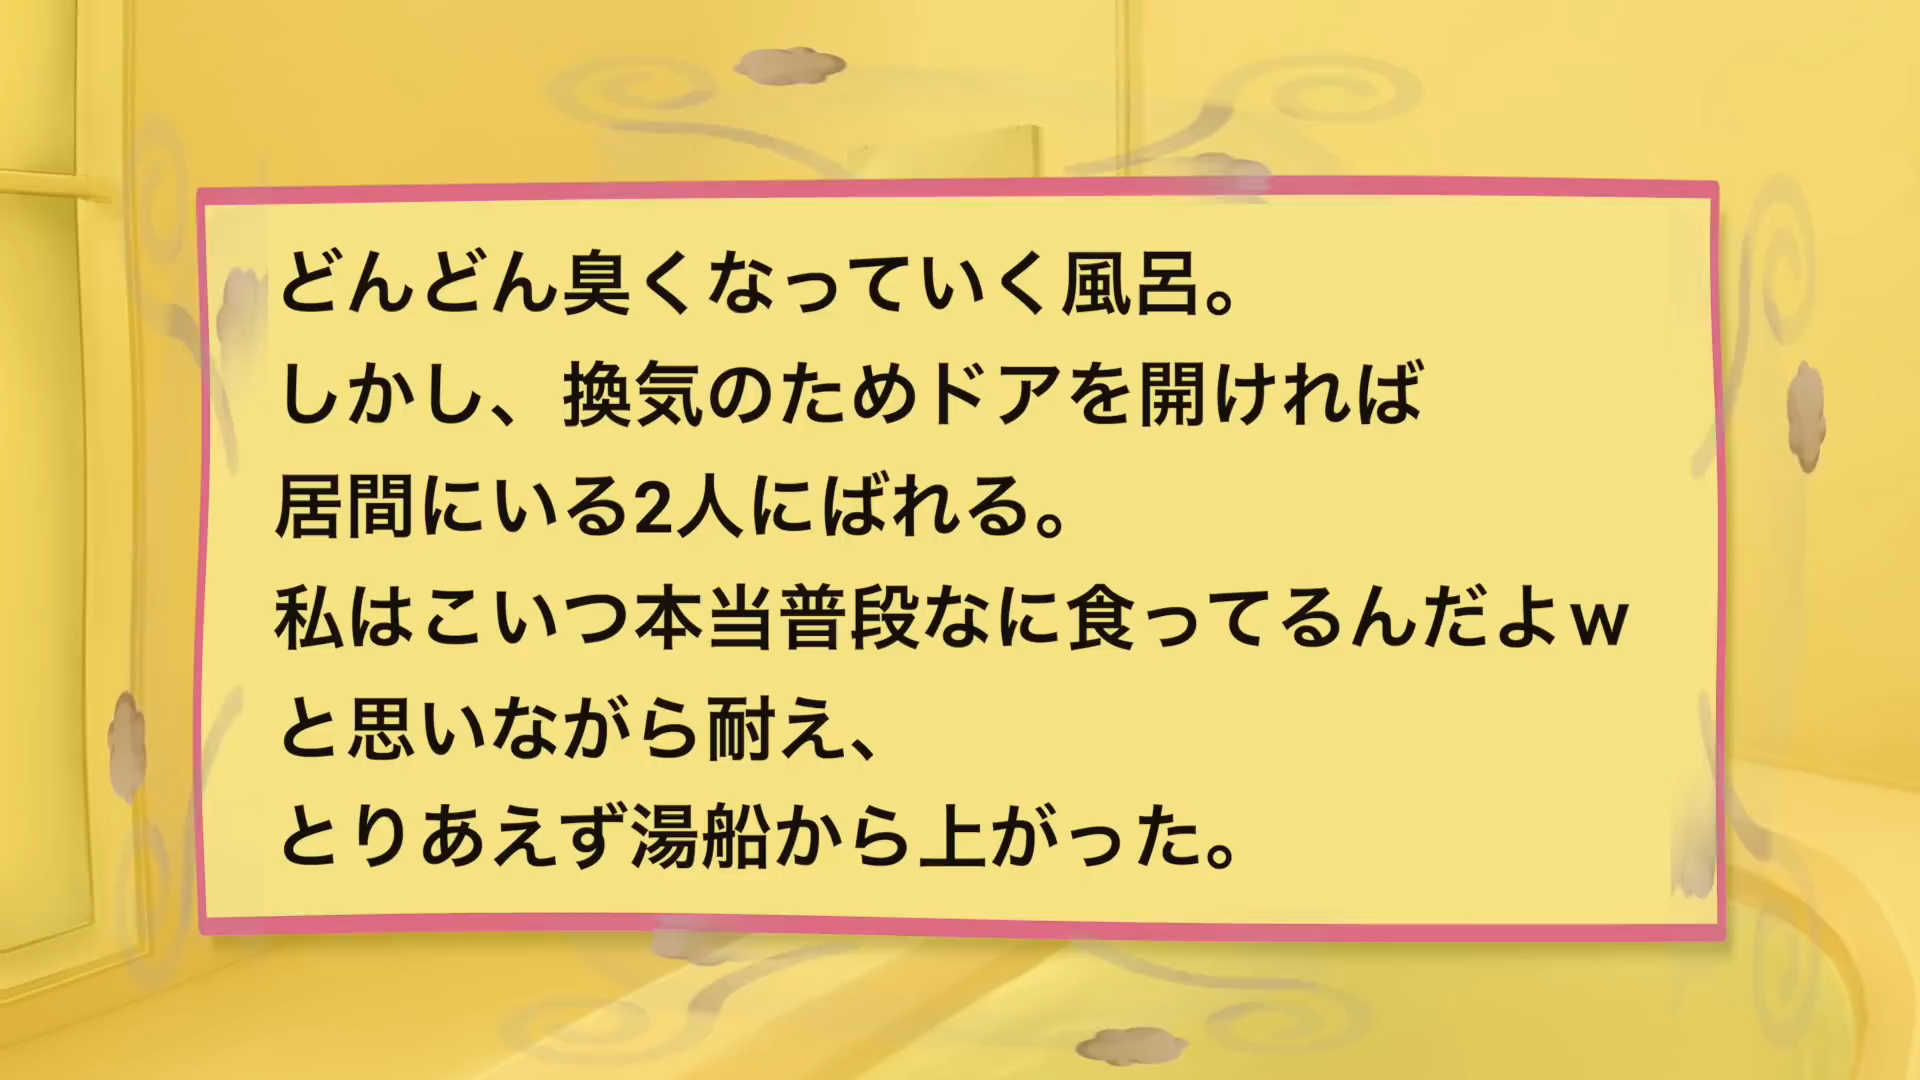 どんどん臭くなっていく風呂。
しかし、換気のためドアを開ければ
居間にいる2人にばれる。
私はこいつ本当普段なに食ってるんだよｗ
と思いながら耐え、
とりあえず湯船から上がった。